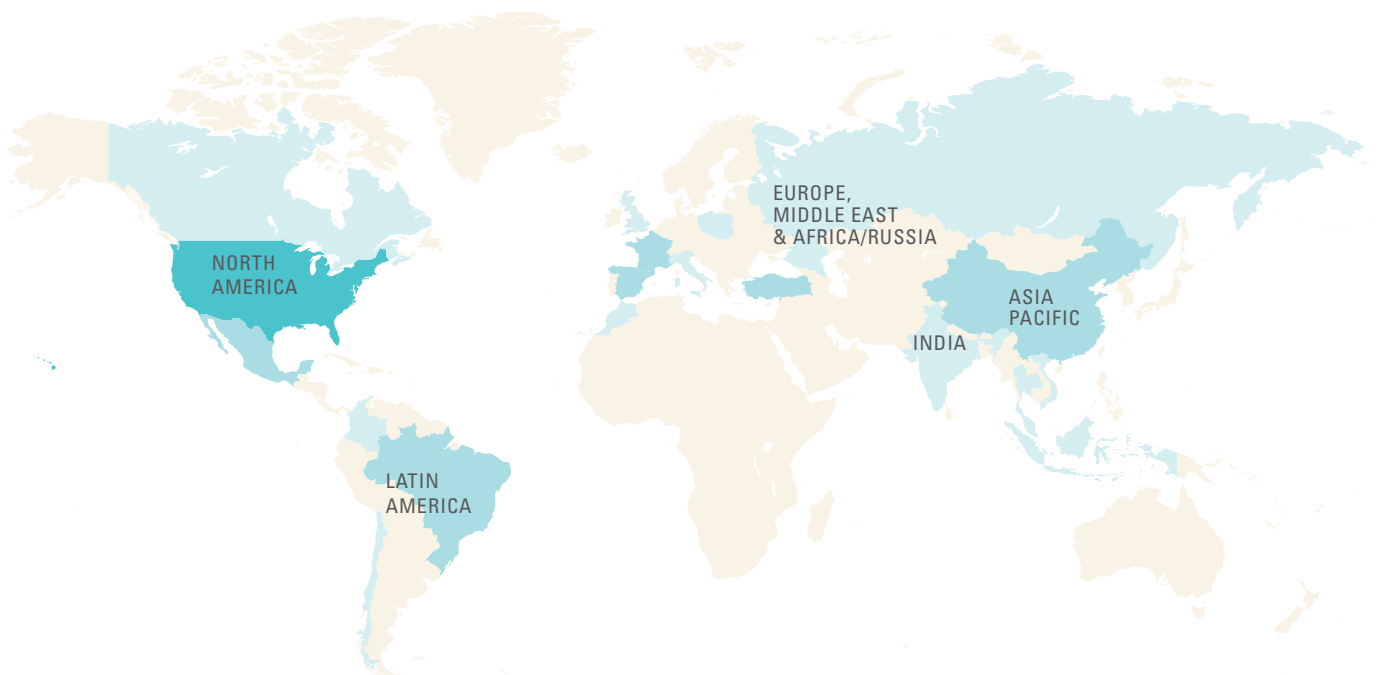 EUROPE,
MIDDLE EAST
& AFRICA/RUSSIA
NORTH
AMERICA
ASIA
PACIFIC
INDIA
LATIN
AMERICA